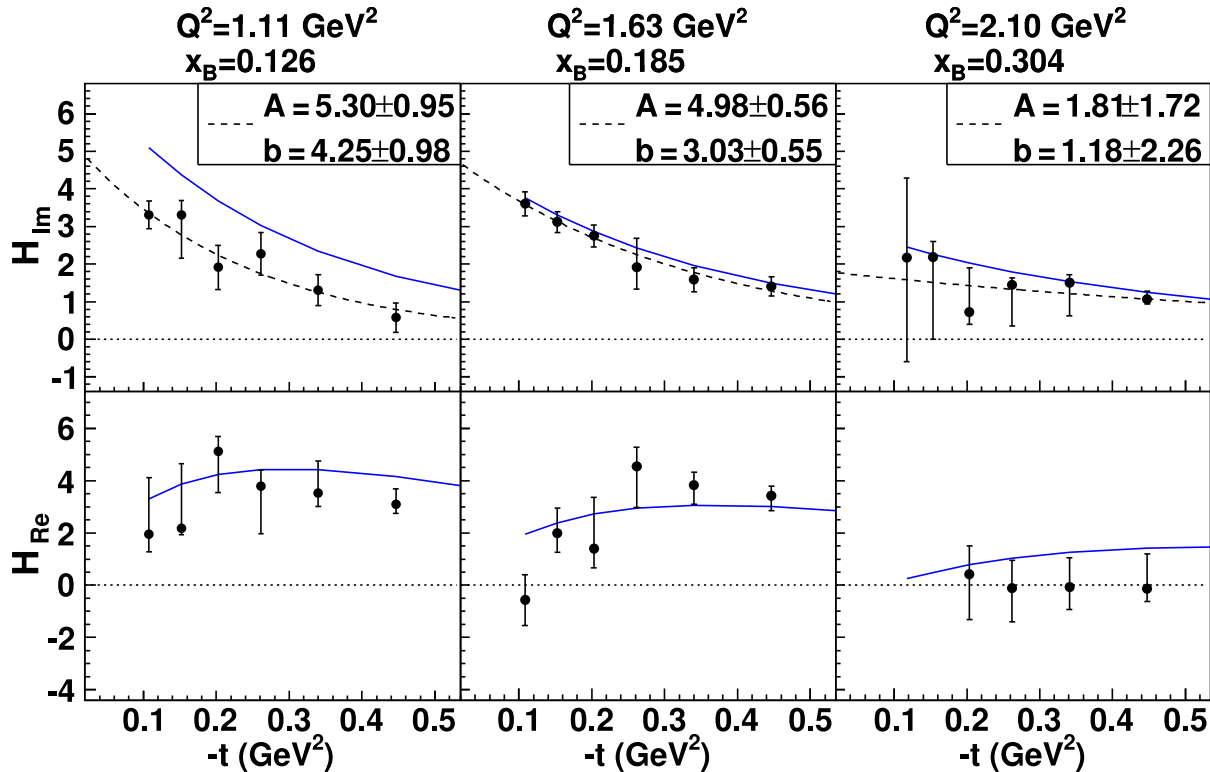 Q²=1.11 GeV² Q²=1.63 GeV² Q²=2.10 GeV²
x_B=0.126 x_B=0.185 x_B=0.304
A = 5.30±0.95 A = 4.98±0.56 A = 1.81±1.72
b = 4.25±0.98 b = 3.03±0.55 b = 1.18±2.26
H_Im
6
5
4
3
2
1
0
-1
H_Re
6
4
2
0
-2
-4
0.1 0.2 0.3 0.4 0.5 0.1 0.2 0.3 0.4 0.5 0.1 0.2 0.3 0.4 0.5
-t (GeV²) -t (GeV²) -t (GeV²)